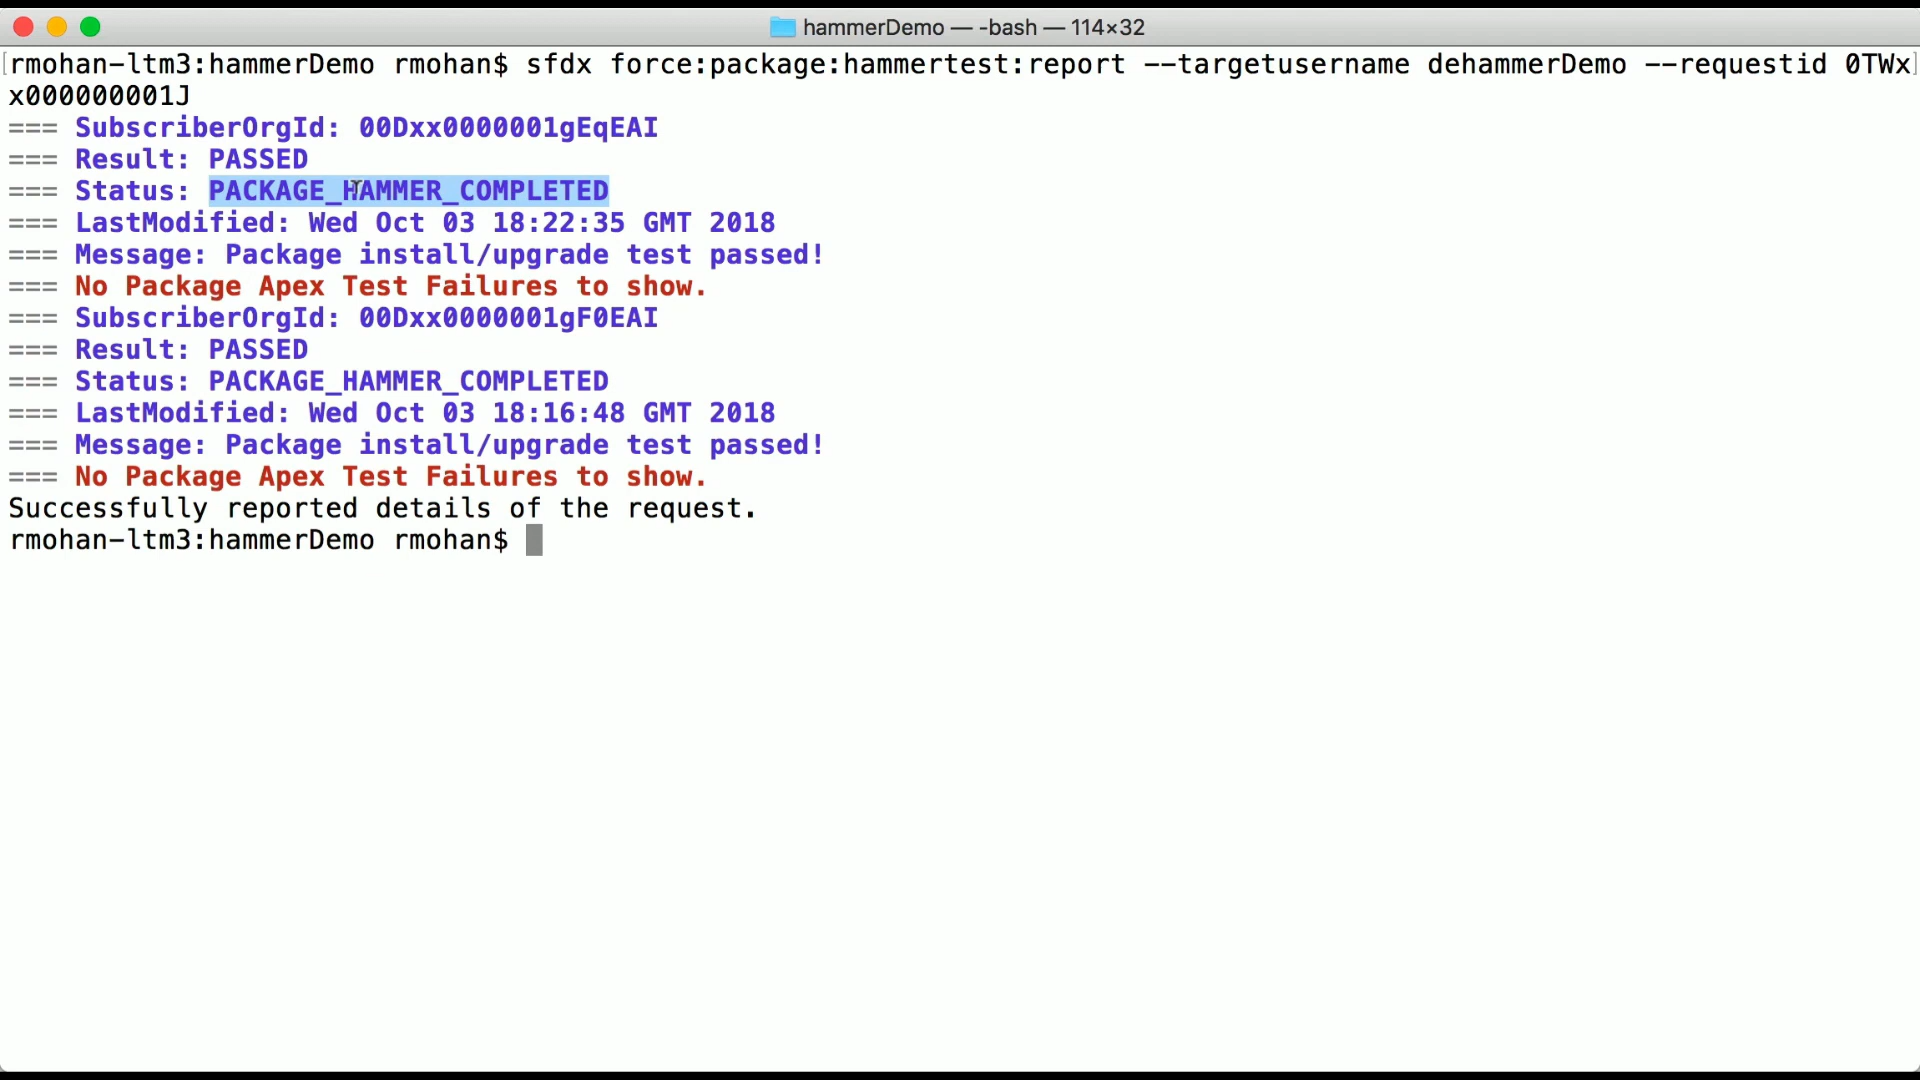 hammerDemo — -bash — 114×32
rmohan-ltm3:hammerDemo rmohan$ sfdx force:package:hammertest:report --targetusername dehammerDemo --requestid 0TWx
x000000001J
=== SubscriberOrgId: 00Dxx0000001gEqEAI
=== Result: PASSED
=== Status: PACKAGE_HAMMER_COMPLETED
=== LastModified: Wed Oct 03 18:22:35 GMT 2018
=== Message: Package install/upgrade test passed!
=== No Package Apex Test Failures to show.
=== SubscriberOrgId: 00Dxx0000001gF0EAI
=== Result: PASSED
=== Status: PACKAGE_HAMMER_COMPLETED
=== LastModified: Wed Oct 03 18:16:48 GMT 2018
=== Message: Package install/upgrade test passed!
=== No Package Apex Test Failures to show.
Successfully reported details of the request.
rmohan-ltm3:hammerDemo rmohan$